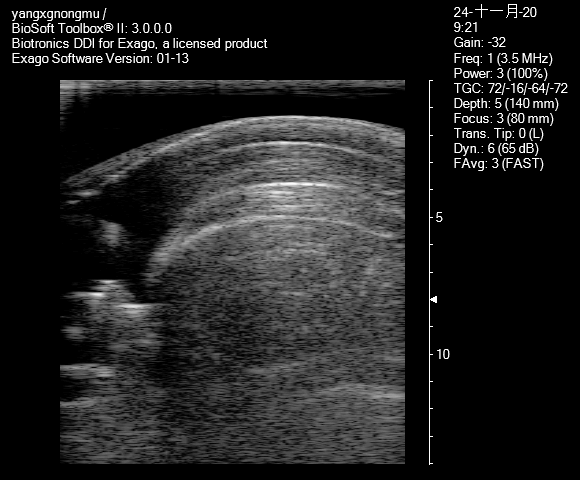 yangxgnongmu /
BioSoft Toolbox® II: 3.0.0.0
Biotronics DDI for Exago, a licensed product
Exago Software Version: 01-13
24-十一月-20
9:21
Gain: -32
Freq: 1 (3.5 MHz)
Power: 3 (100%)
TGC: 72/-16/-64/-72
Depth: 5 (140 mm)
Focus: 3 (80 mm)
Trans. Tip: 0 (L)
Dyn.: 6 (65 dB)
FAvg: 3 (FAST)
5
10